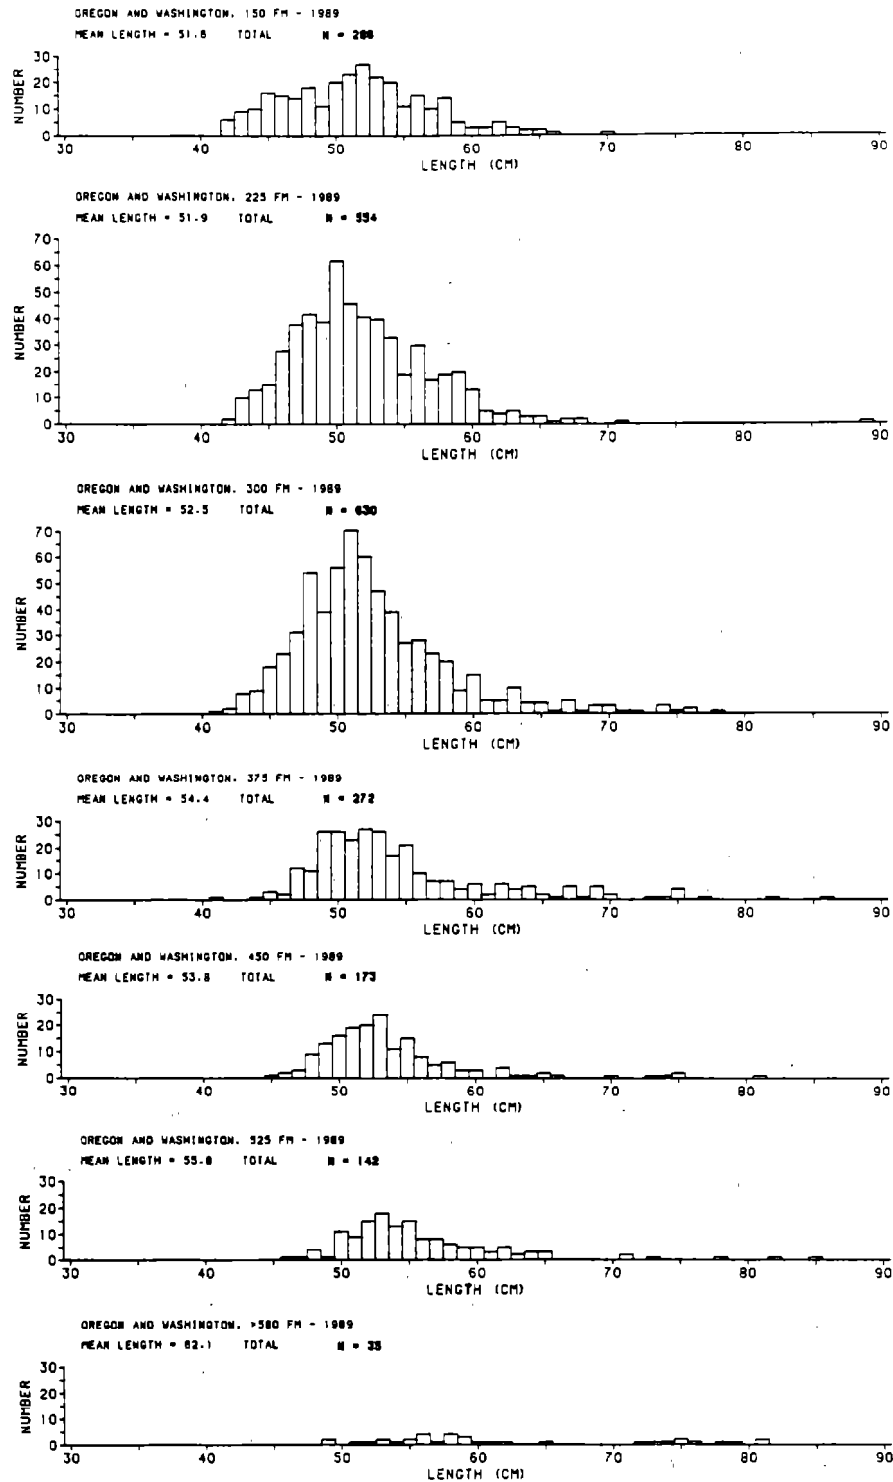 OREGON AND WASHINGTON, 150 FM - 1989
MEAN LENGTH = 51.8 TOTAL N = 288
NUMBER
30
20
10
0
30 40 50 60 70 80 90
LENGTH (CM)
OREGON AND WASHINGTON, 225 FM - 1989
MEAN LENGTH = 51.9 TOTAL N = 554
NUMBER
70
60
50
40
30
20
10
0
30 40 50 60 70 80 90
LENGTH (CM)
OREGON AND WASHINGTON, 300 FM - 1989
MEAN LENGTH = 52.5 TOTAL N = 630
NUMBER
70
60
50
40
30
20
10
0
30 40 50 60 70 80 90
LENGTH (CM)
OREGON AND WASHINGTON, 375 FM - 1989
MEAN LENGTH = 54.4 TOTAL N = 272
NUMBER
30
20
10
0
30 40 50 60 70 80 90
LENGTH (CM)
OREGON AND WASHINGTON, 450 FM - 1989
MEAN LENGTH = 53.8 TOTAL N = 173
NUMBER
30
20
10
0
30 40 50 60 70 80 90
LENGTH (CM)
OREGON AND WASHINGTON, 525 FM - 1989
MEAN LENGTH = 55.8 TOTAL N = 142
NUMBER
30
20
10
0
30 40 50 60 70 80 90
LENGTH (CM)
OREGON AND WASHINGTON, >580 FM - 1989
MEAN LENGTH = 62.1 TOTAL N = 35
NUMBER
30
20
10
0
30 40 50 60 70 80 90
LENGTH (CM)